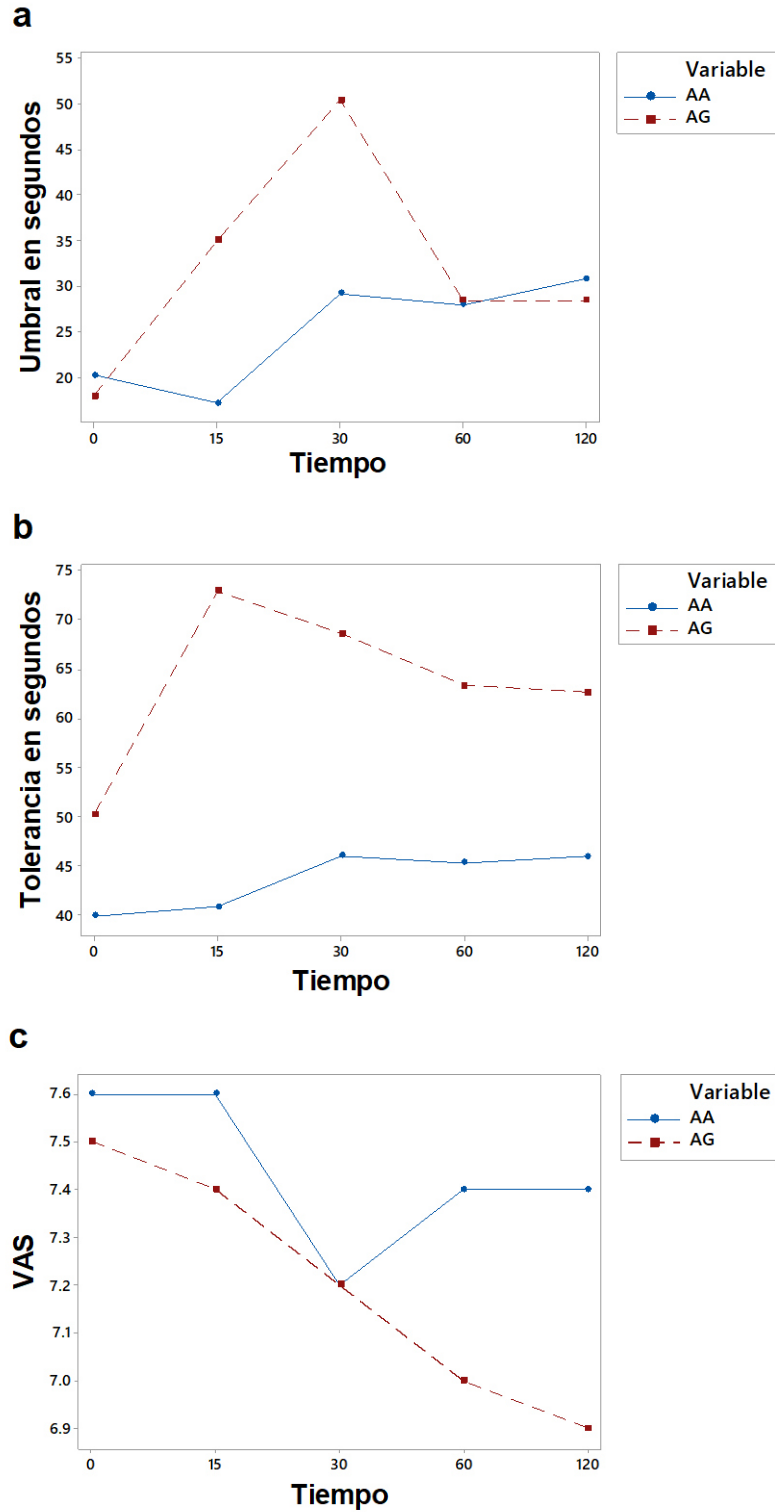 a
Umbral en segundos
55
50
45
40
35
30
25
20
0 15 30 60 120
Tiempo
Variable
AA
AG
b
Tolerancia en segundos
75
70
65
60
55
50
45
40
0 15 30 60 120
Tiempo
Variable
AA
AG
c
VAS
7.6
7.5
7.4
7.3
7.2
7.1
7.0
6.9
0 15 30 60 120
Tiempo
Variable
AA
AG